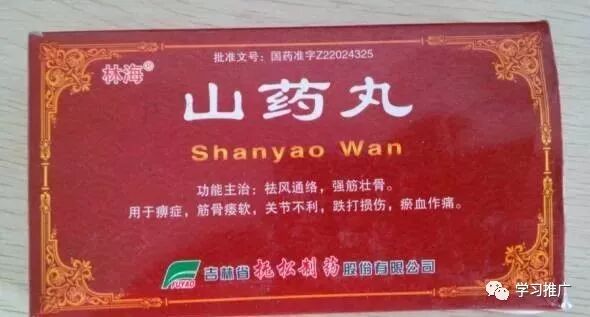 批准文号：国药准字Z22024325
林海®
山药丸
Shanyao Wan
功能主治：祛风通络，强筋壮骨。
用于痹症，筋骨痿软，关节不利，跌打损伤，瘀血作痛。
FUYAO
吉林省抚松制药股份有限公司
学习推广